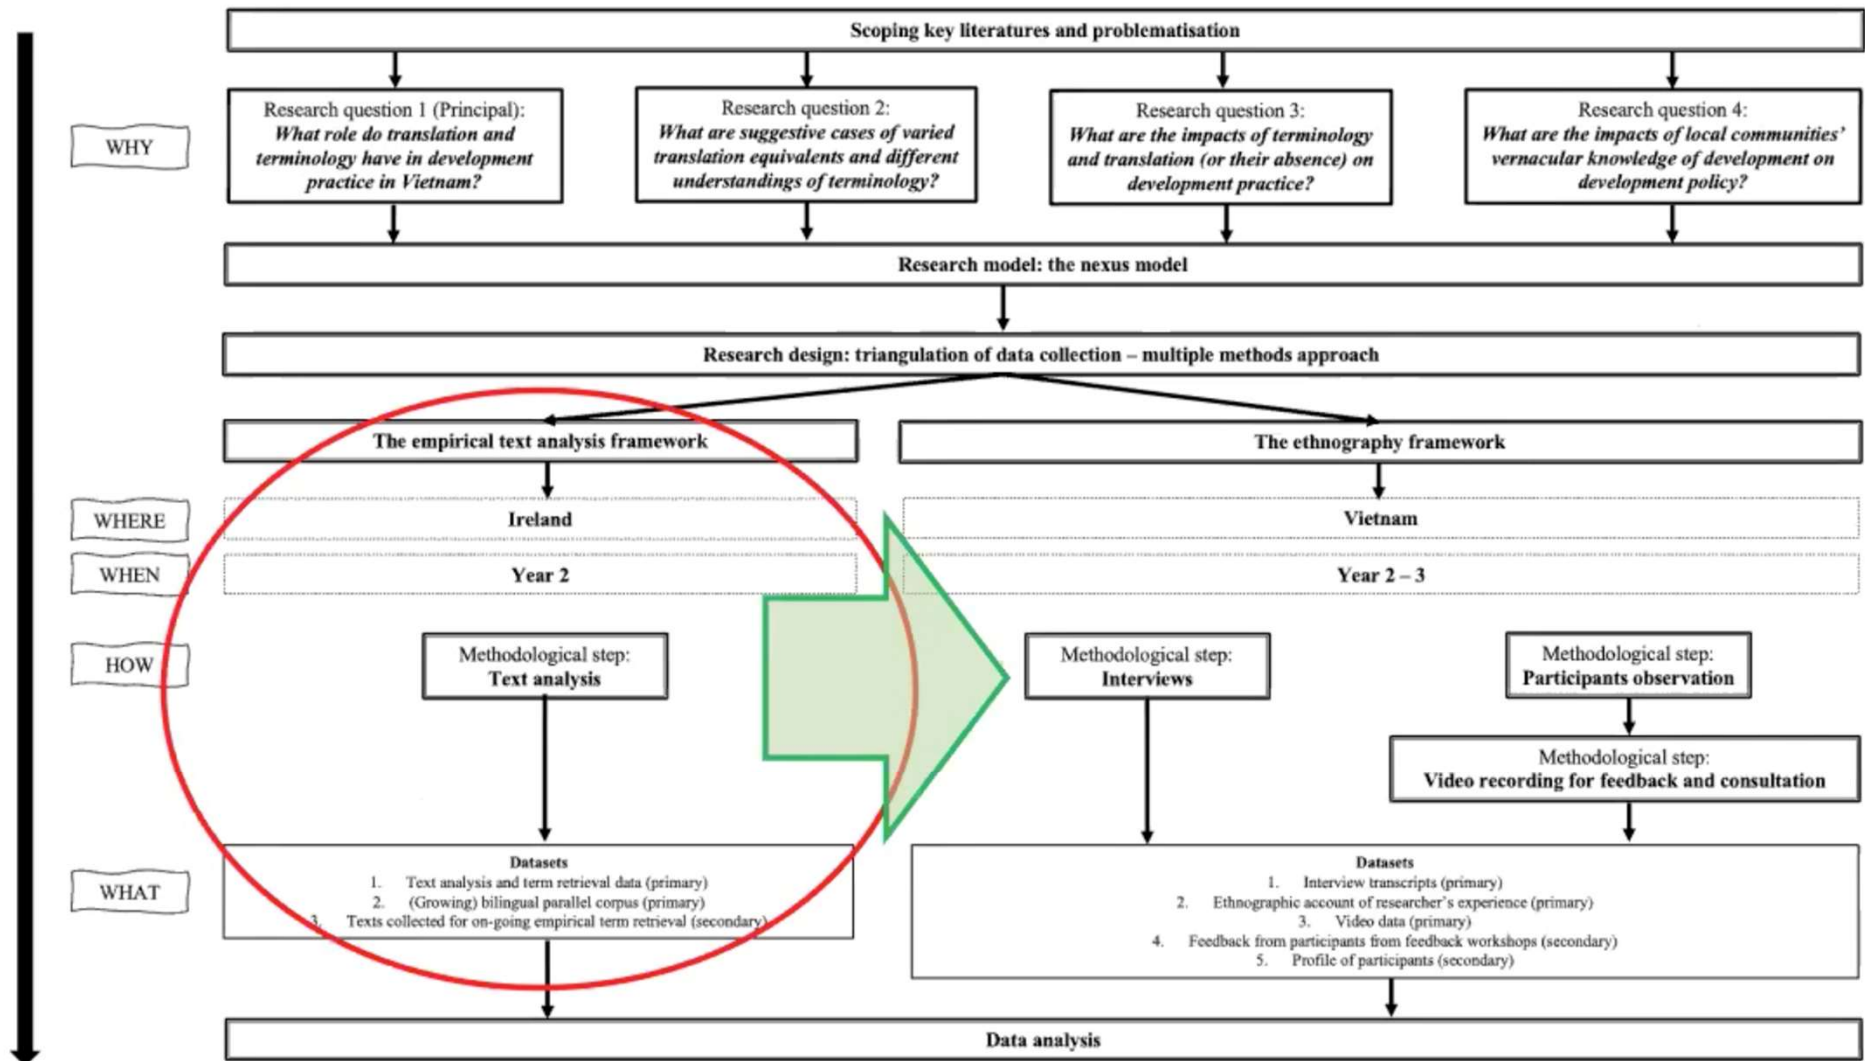 Scoping key literatures and problematisation
WHY
Research question 1 (Principal):
What role do translation and
terminology have in development
practice in Vietnam?
Research question 2:
What are suggestive cases of varied
translation equivalents and different
understandings of terminology?
Research question 3:
What are the impacts of terminology
and translation (or their absence) on
development practice?
Research question 4:
What are the impacts of local communities’
vernacular knowledge of development on
development policy?
Research model: the nexus model
Research design: triangulation of data collection – multiple methods approach
The empirical text analysis framework
The ethnography framework
WHERE
Ireland
Vietnam
WHEN
Year 2
Year 2 – 3
HOW
Methodological step:
Text analysis
Methodological step:
Interviews
Methodological step:
Participants observation
Methodological step:
Video recording for feedback and consultation
WHAT
Datasets
1. Text analysis and term retrieval data (primary)
2. (Growing) bilingual parallel corpus (primary)
3. Texts collected for on-going empirical term retrieval (secondary)
Datasets
1. Interview transcripts (primary)
2. Ethnographic account of researcher’s experience (primary)
3. Video data (primary)
4. Feedback from participants from feedback workshops (secondary)
5. Profile of participants (secondary)
Data analysis